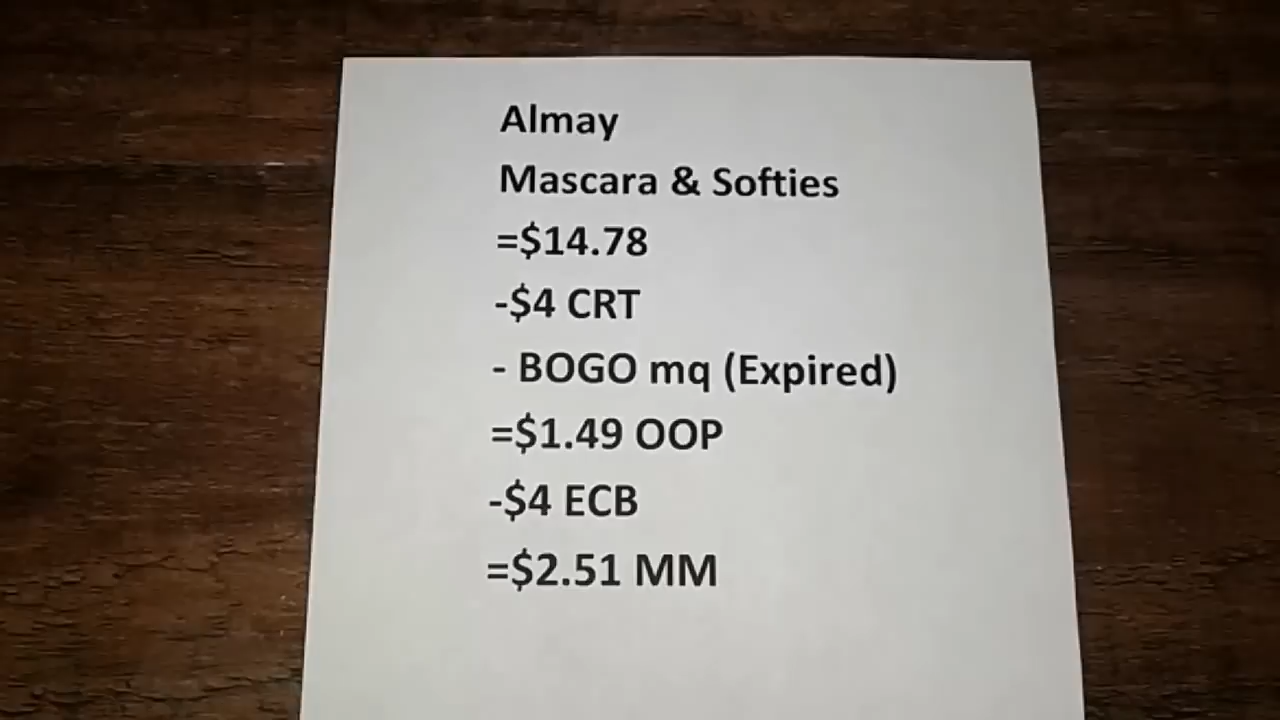 Almay
Mascara & Softies
=$14.78
-$4 CRT
- BOGO mq (Expired)
=$1.49 OOP
-$4 ECB
=$2.51 MM